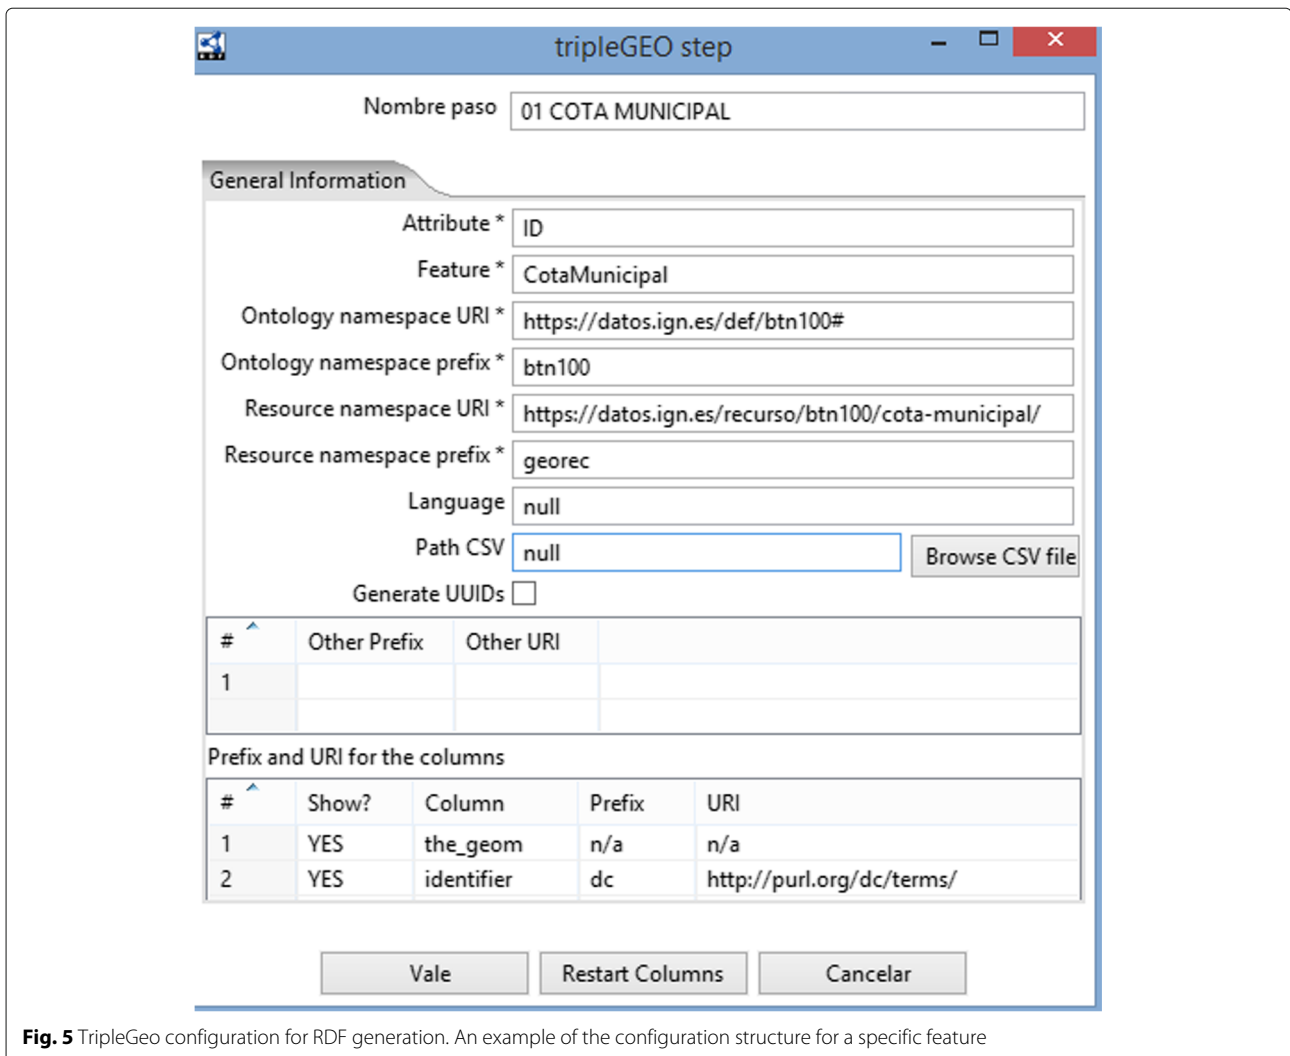 tripleGEO step
Nombre paso 01 COTA MUNICIPAL
General Information
Attribute * ID
Feature * CotaMunicipal
Ontology namespace URI * https://datos.ign.es/def/btn100#
Ontology namespace prefix * btn100
Resource namespace URI * https://datos.ign.es/recurso/btn100/cota-municipal/
Resource namespace prefix * georec
Language null
Path CSV null Browse CSV file
Generate UUIDs
# Other Prefix Other URI
1
Prefix and URI for the columns
# Show? Column Prefix URI
1 YES the_geom n/a n/a
2 YES identifier dc http://purl.org/dc/terms/
Vale Restart Columns Cancelar
Fig. 5 TripleGeo configuration for RDF generation. An example of the configuration structure for a specific feature